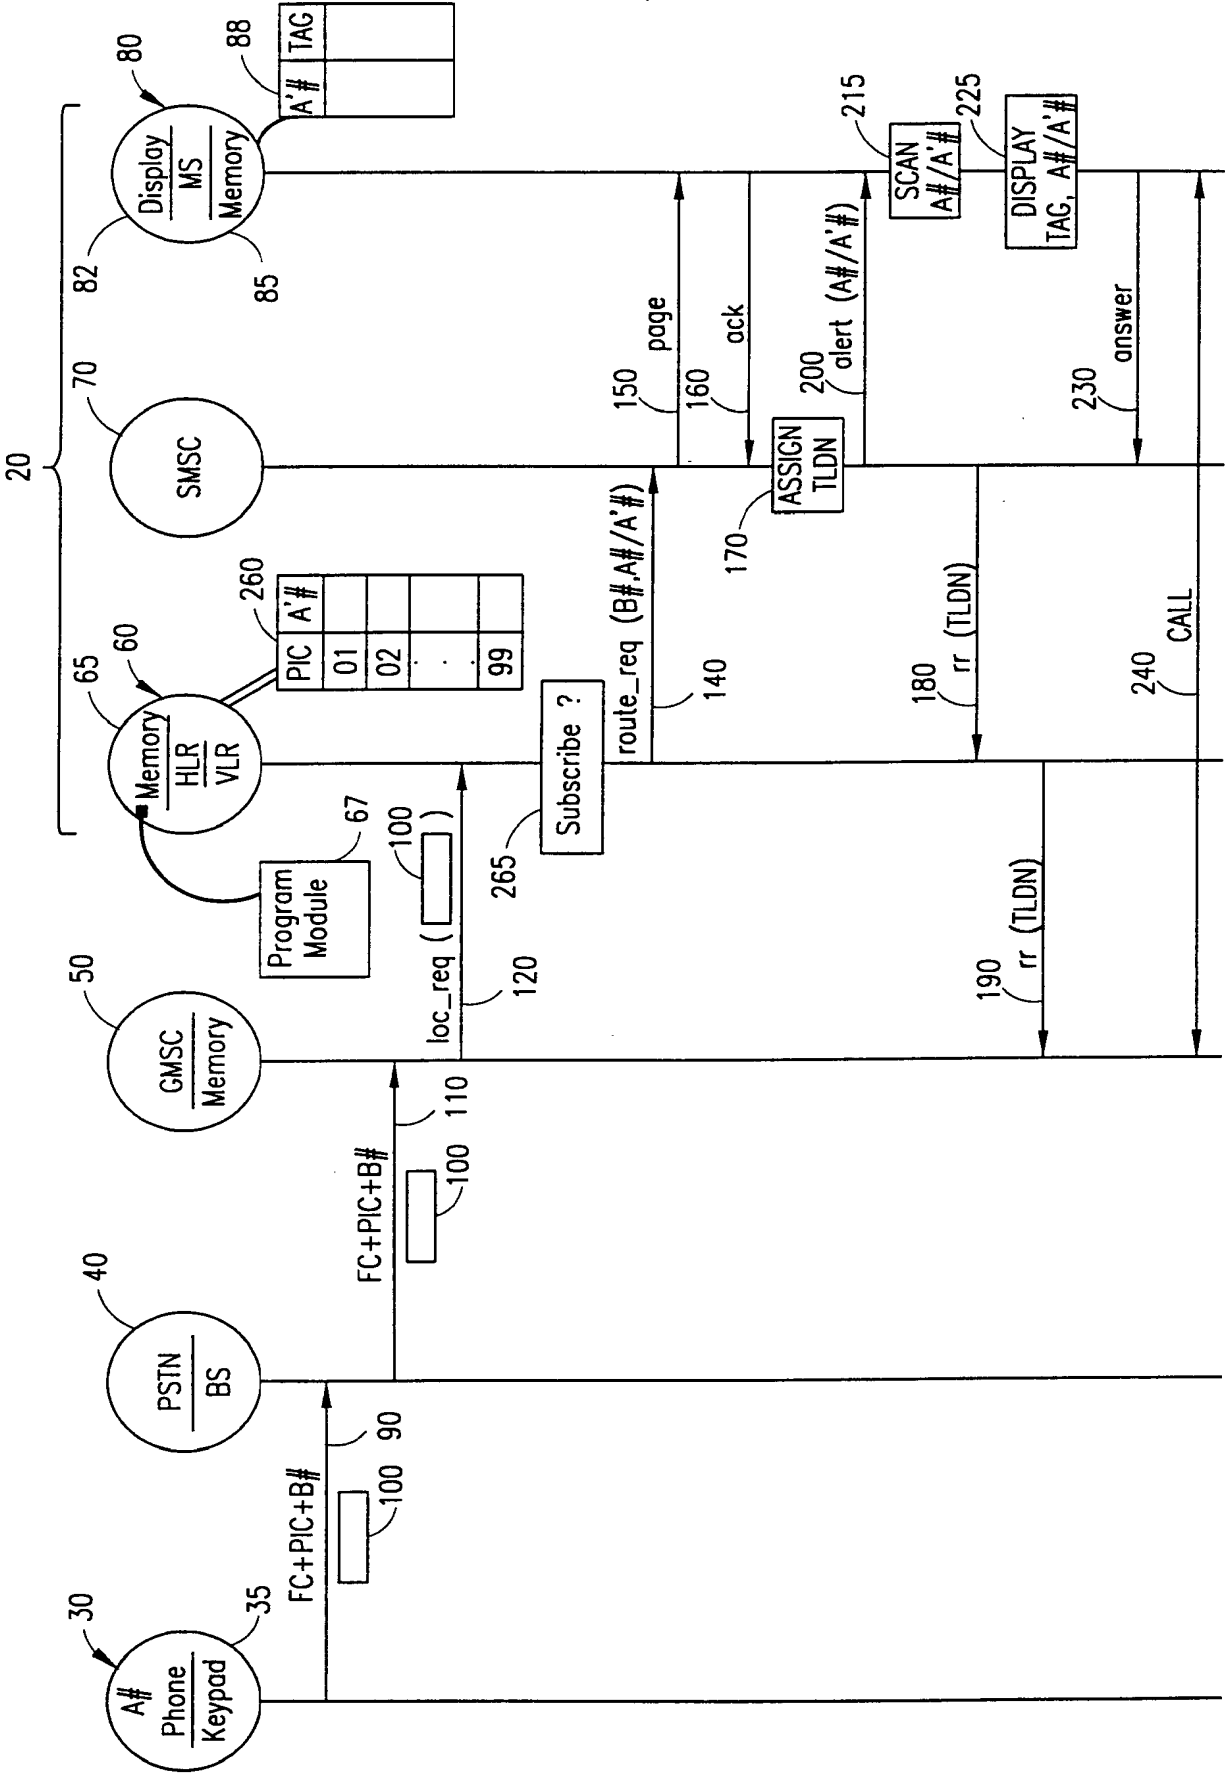 20
30
A#
Phone
Keypad
35
40
PSTN
BS
50
GMSC
Memory
65
60
Memory
HLR
VLR
Program
Module
67
PIC A'#
01
02
. .
99
260
70
SMSC
82
80
Display
MS
Memory
85
88
A'# TAG
FC+PIC+B#
90
100
FC+PIC+B#
110
100
loc_req ( )
100
120
Subscribe ?
265
route_req (B#,A#/A'#)
140
page
150
ack
160
ASSIGN
TLDN
170
alert (A#/A'#)
200
SCAN
A#/A'#
215
rr (TLDN)
180
DISPLAY
TAG, A#/A'#
225
rr (TLDN)
190
answer
230
CALL
240